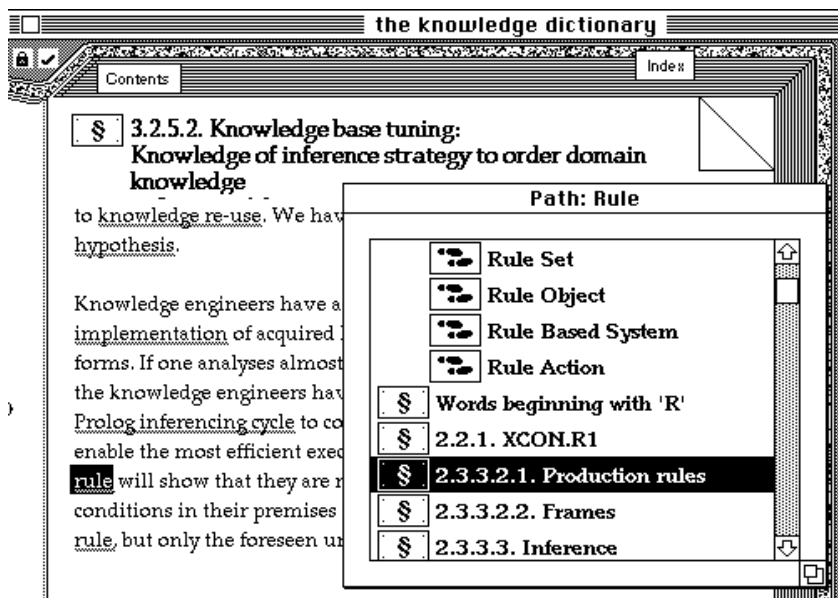 the knowledge dictionary
Contents
Index
§ 3.2.5.2. Knowledge base tuning:
Knowledge of inference strategy to order domain
knowledge
to knowledge re-use. We hav
hypothesis.
Knowledge engineers have a
implementation of acquired
forms. If one analyses almost
the knowledge engineers hav
Prolog inferencing cycle to co
enable the most efficient exec
rule will show that they are
conditions in their premises
rule, but only the foreseen un
Path: Rule
Rule Set
Rule Object
Rule Based System
Rule Action
§ Words beginning with 'R'
§ 2.2.1. XCON.R1
§ 2.3.3.2.1. Production rules
§ 2.3.3.2.2. Frames
§ 2.3.3.3. Inference